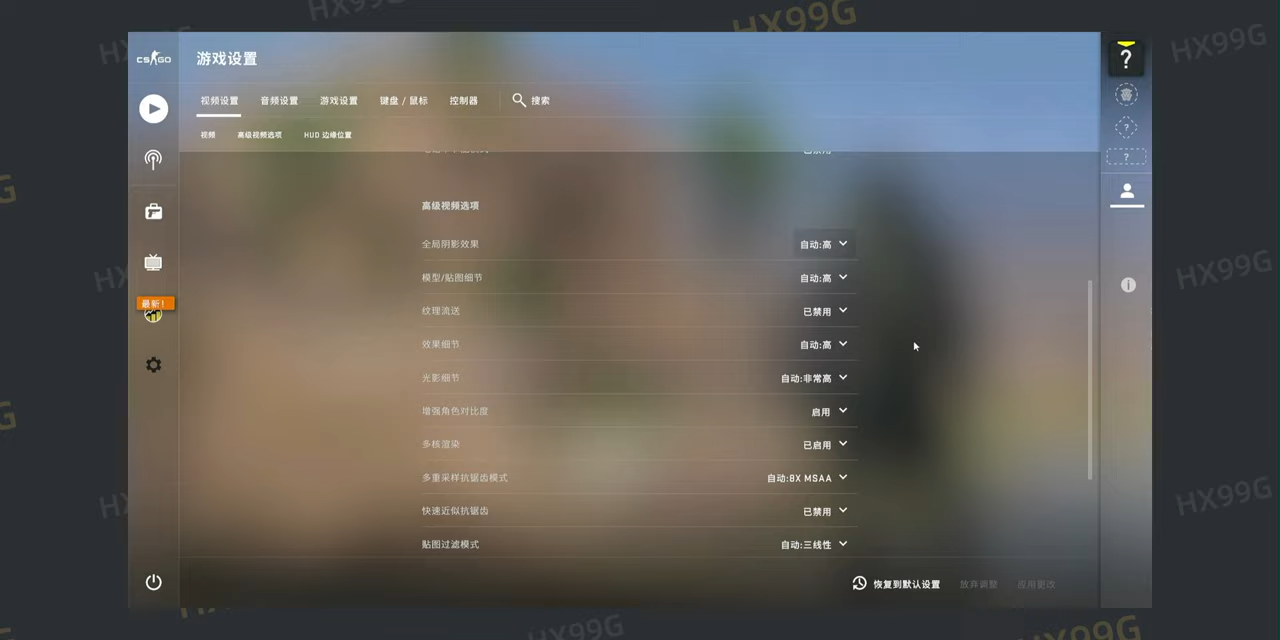 HX99G
HX99G
HX99G
CS GO
游戏设置
视频设置
音频设置
游戏设置
键盘 / 鼠标
控制器
搜索
视频
高级视频选项
HUD 边缘位置
高级视频选项
全局阴影效果 自动:高
模型/贴图细节 自动:高
纹理流送 已禁用
效果细节 自动:高
光影细节 自动:非常高
增强角色对比度 启用
多核渲染 已启用
多重采样抗锯齿模式 自动:8X MSAA
快速近似抗锯齿 已禁用
贴图过滤模式 自动:三线性
最新!
恢复到默认设置
放弃调整
应用更改
?
?
?
HX99G
HX99G
HX99G
HX99G